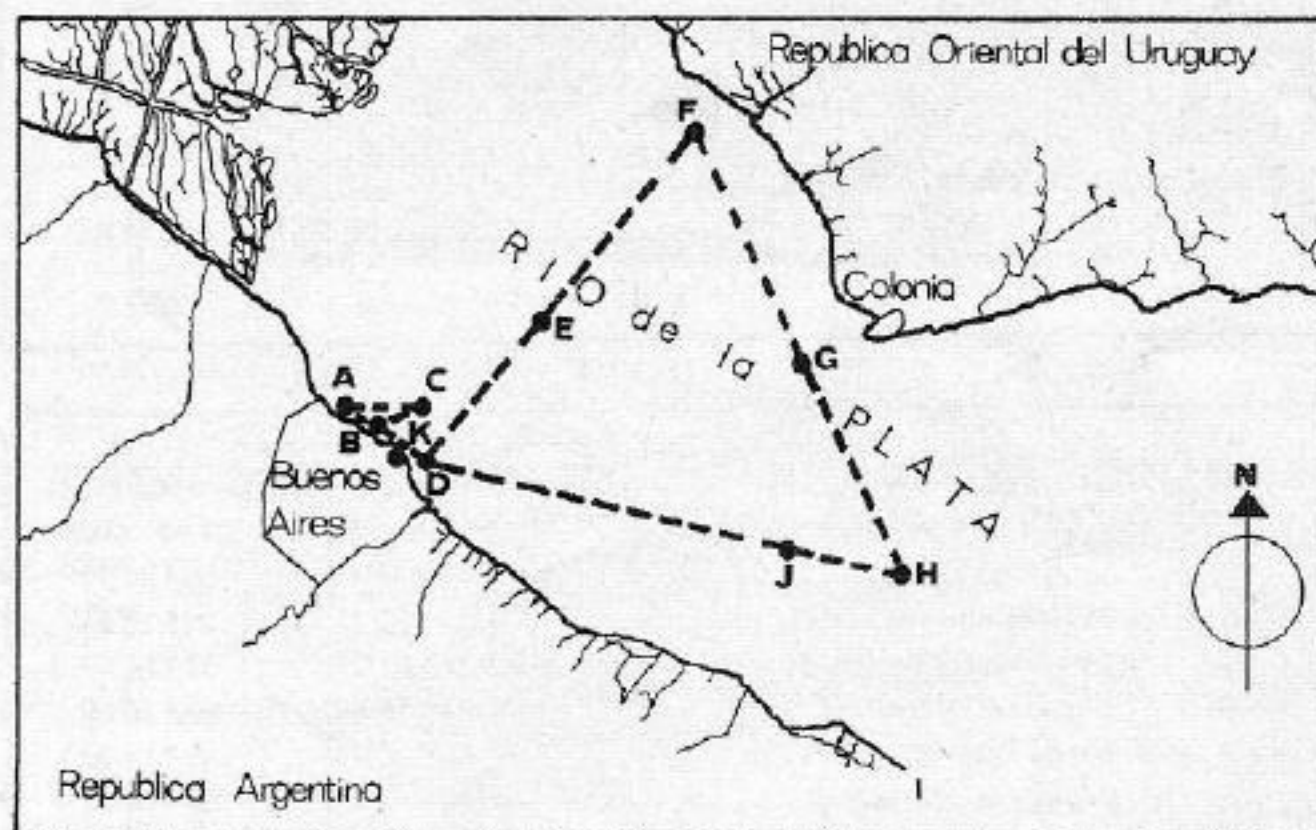 Republica Oriental del Uruguay
F
RIO de la PLATA
Colonia
E
G
A
C
B
K
D
Buenos
Aires
N
J
H
Republica Argentina
I